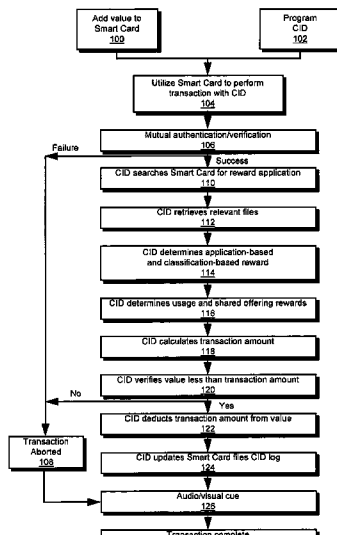 Add value to
Smart Card
100
Program
CID
102
Utilize Smart Card to perform
transaction with CID
104
Mutual authentication/verification
106
Failure
Success
CID searches Smart Card for reward application
110
CID retrieves relevant files
112
CID determines application-based
and classification-based reward
114
CID determines usage and shared offering rewards
116
CID calculates transaction amount
118
CID verifies value less than transaction amount
120
No
Yes
CID deducts transaction amount from value
122
Transaction
Aborted
108
CID updates Smart Card files CID log
124
Audio/visual cue
126
Transaction complete